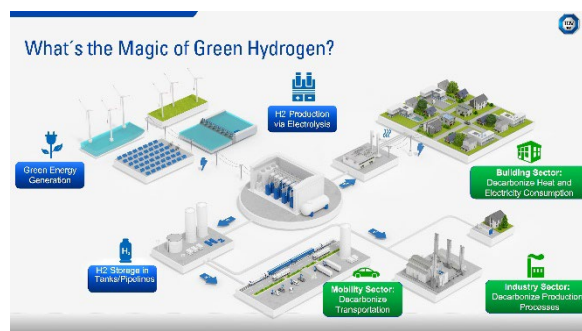 What´s the Magic of Green Hydrogen?
H2 Production
via Electrolysis
Green Energy
Generation
Building Sector:
Decarbonize Heat and
Electricity Consumption
H2
H₂
H2 Storage in
Tanks/Pipelines
Mobility Sector:
Decarbonize
Transportation
Industry Sector:
Decarbonize Production
Processes